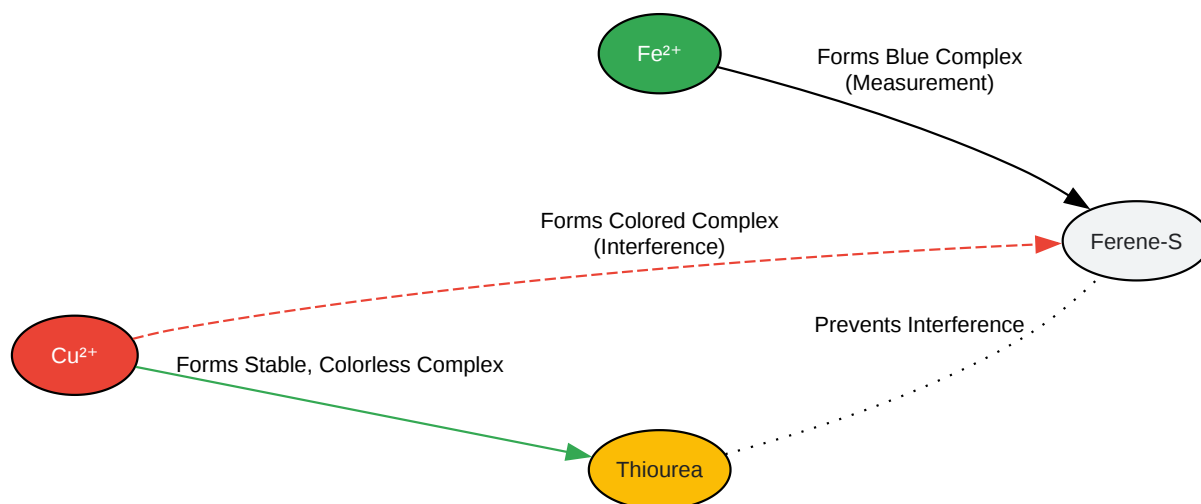 Fe²⁺
Forms Blue Complex
(Measurement)
Forms Colored Complex
(Interference)
Ferene-S
Prevents Interference
Cu²⁺
Forms Stable, Colorless Complex
Thiourea